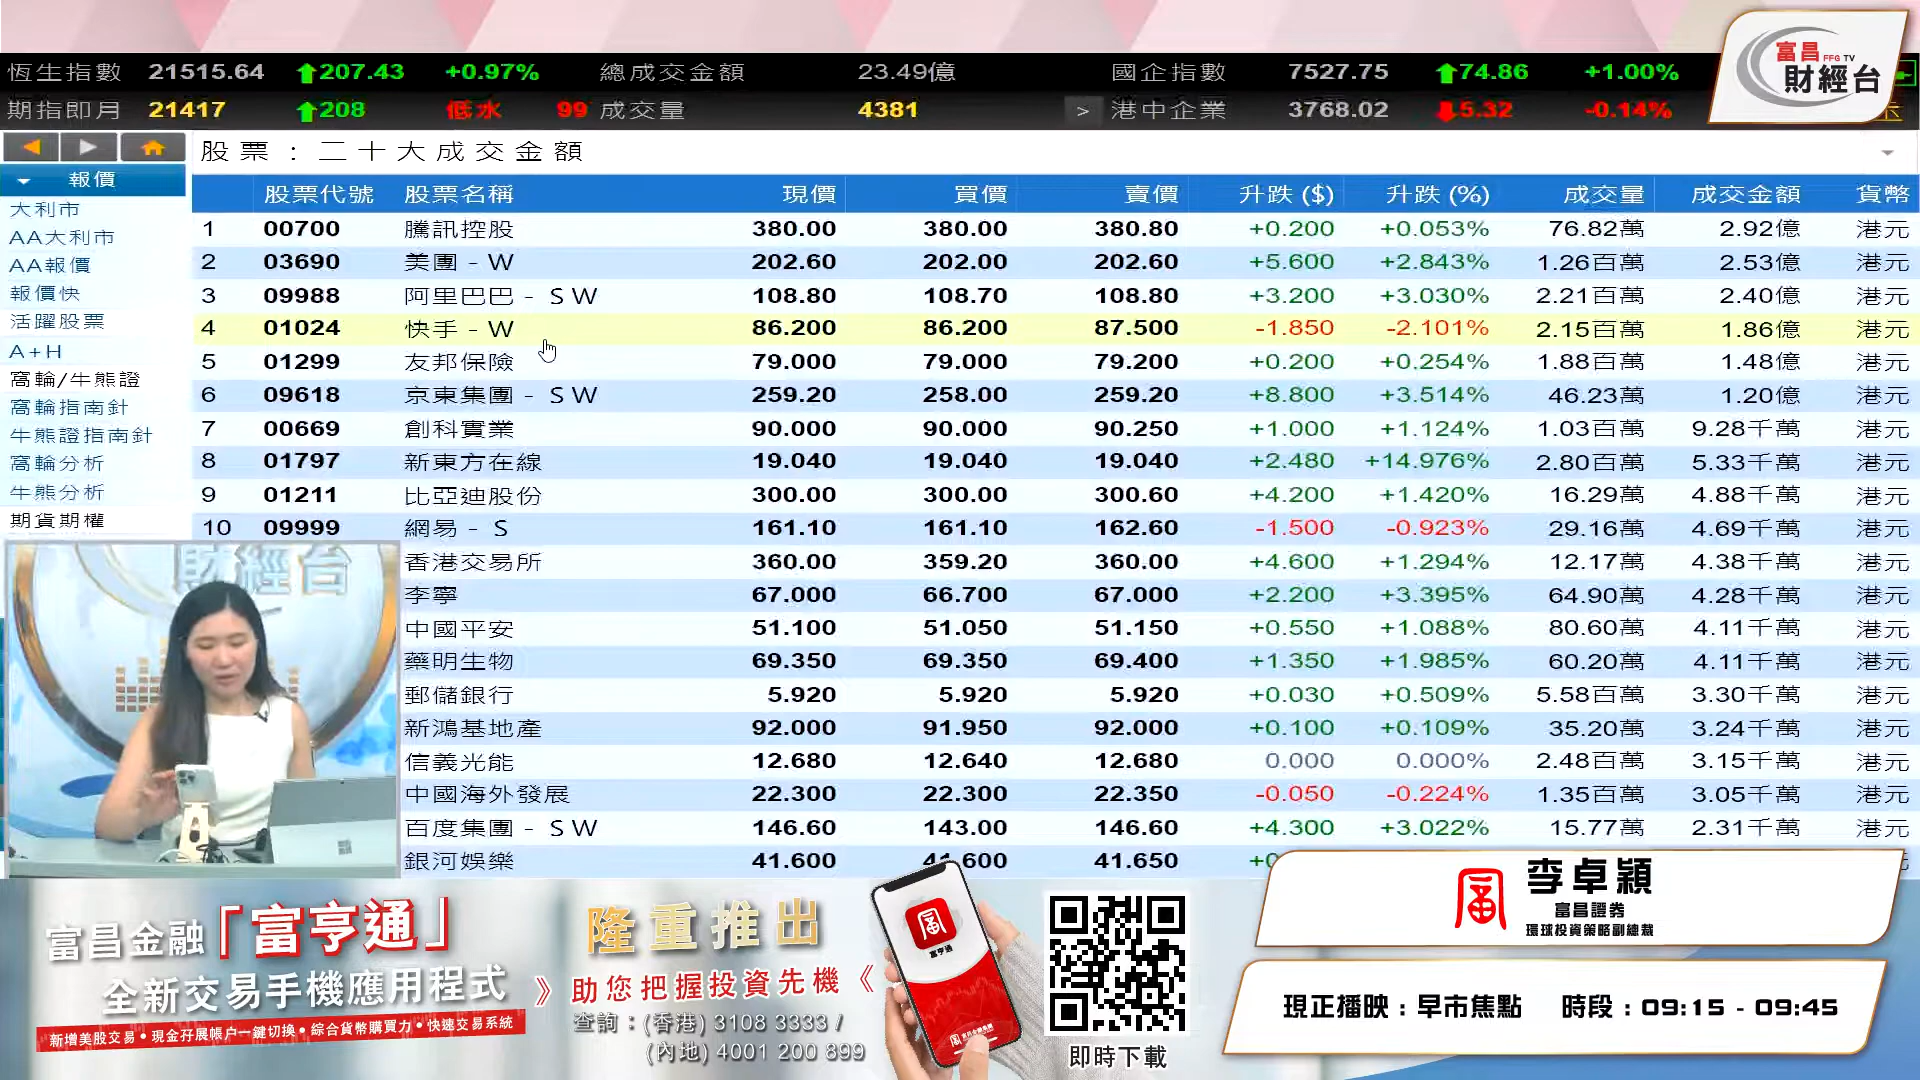 恆生指數 21515.64 207.43 +0.97% 總成交金額 23.49億 國企指數 7527.75 74.86 +1.00%
期指即月 21417 208 低水 99 成交量 4381 > 港中企業 3768.02 5.32 -0.14%
富昌 FFG TV
財經台
股票：二十大成交金額
報價
大利市
AA大利市
AA報價
報價快
活躍股票
A+H
窩輪/牛熊證
窩輪指南針
牛熊證指南針
窩輪分析
牛熊分析
期貨期權
股票代號 股票名稱 現價 買價 賣價 升跌 ($) 升跌 (%) 成交量 成交金額 貨幣
1 00700 騰訊控股 380.00 380.00 380.80 +0.200 +0.053% 76.82萬 2.92億 港元
2 03690 美團 - W 202.60 202.00 202.60 +5.600 +2.843% 1.26百萬 2.53億 港元
3 09988 阿里巴巴 - SW 108.80 108.70 108.80 +3.200 +3.030% 2.21百萬 2.40億 港元
4 01024 快手 - W 86.200 86.200 87.500 -1.850 -2.101% 2.15百萬 1.86億 港元
5 01299 友邦保險 79.000 79.000 79.200 +0.200 +0.254% 1.88百萬 1.48億 港元
6 09618 京東集團 - SW 259.20 258.00 259.20 +8.800 +3.514% 46.23萬 1.20億 港元
7 00669 創科實業 90.000 90.000 90.250 +1.000 +1.124% 1.03百萬 9.28千萬 港元
8 01797 新東方在線 19.040 19.040 19.040 +2.480 +14.976% 2.80百萬 5.33千萬 港元
9 01211 比亞迪股份 300.00 300.00 300.60 +4.200 +1.420% 16.29萬 4.88千萬 港元
10 09999 網易 - S 161.10 161.10 162.60 -1.500 -0.923% 29.16萬 4.69千萬 港元
香港交易所 360.00 359.20 360.00 +4.600 +1.294% 12.17萬 4.38千萬 港元
李寧 67.000 66.700 67.000 +2.200 +3.395% 64.90萬 4.28千萬 港元
中國平安 51.100 51.050 51.150 +0.550 +1.088% 80.60萬 4.11千萬 港元
藥明生物 69.350 69.350 69.400 +1.350 +1.985% 60.20萬 4.11千萬 港元
郵儲銀行 5.920 5.920 5.920 +0.030 +0.509% 5.58百萬 3.30千萬 港元
新鴻基地產 92.000 91.950 92.000 +0.100 +0.109% 35.20萬 3.24千萬 港元
信義光能 12.680 12.640 12.680 0.000 0.000% 2.48百萬 3.15千萬 港元
中國海外發展 22.300 22.300 22.350 -0.050 -0.224% 1.35百萬 3.05千萬 港元
百度集團 - SW 146.60 143.00 146.60 +4.300 +3.022% 15.77萬 2.31千萬 港元
銀河娛樂 41.600 41.600 41.650
財經台
富昌金融「富亨通」
全新交易手機應用程式
新增美股交易•現金孖展帳户一鍵切換•綜合貨幣購買力•快速交易系統
隆重推出
》助您把握投資先機《
查詢：(香港) 3108 3333 /
(內地) 4001 200 899
富亨通
即時下載
李卓穎
富昌證券
環球投資策略副總裁
現正播映：早市焦點 時段：09:15 - 09:45